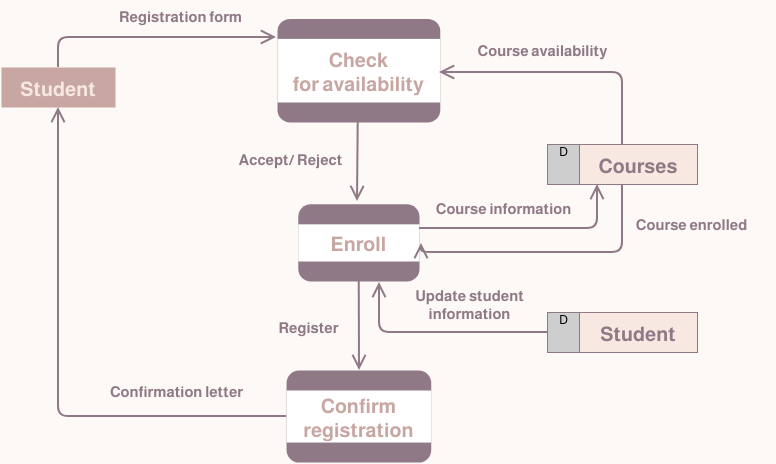 Registration form
Check
for availability
Course availability
Student
Accept/ Reject
D
Courses
Course information
Enroll
Course enrolled
Update student
information
D
Student
Register
Confirmation letter
Confirm
registration